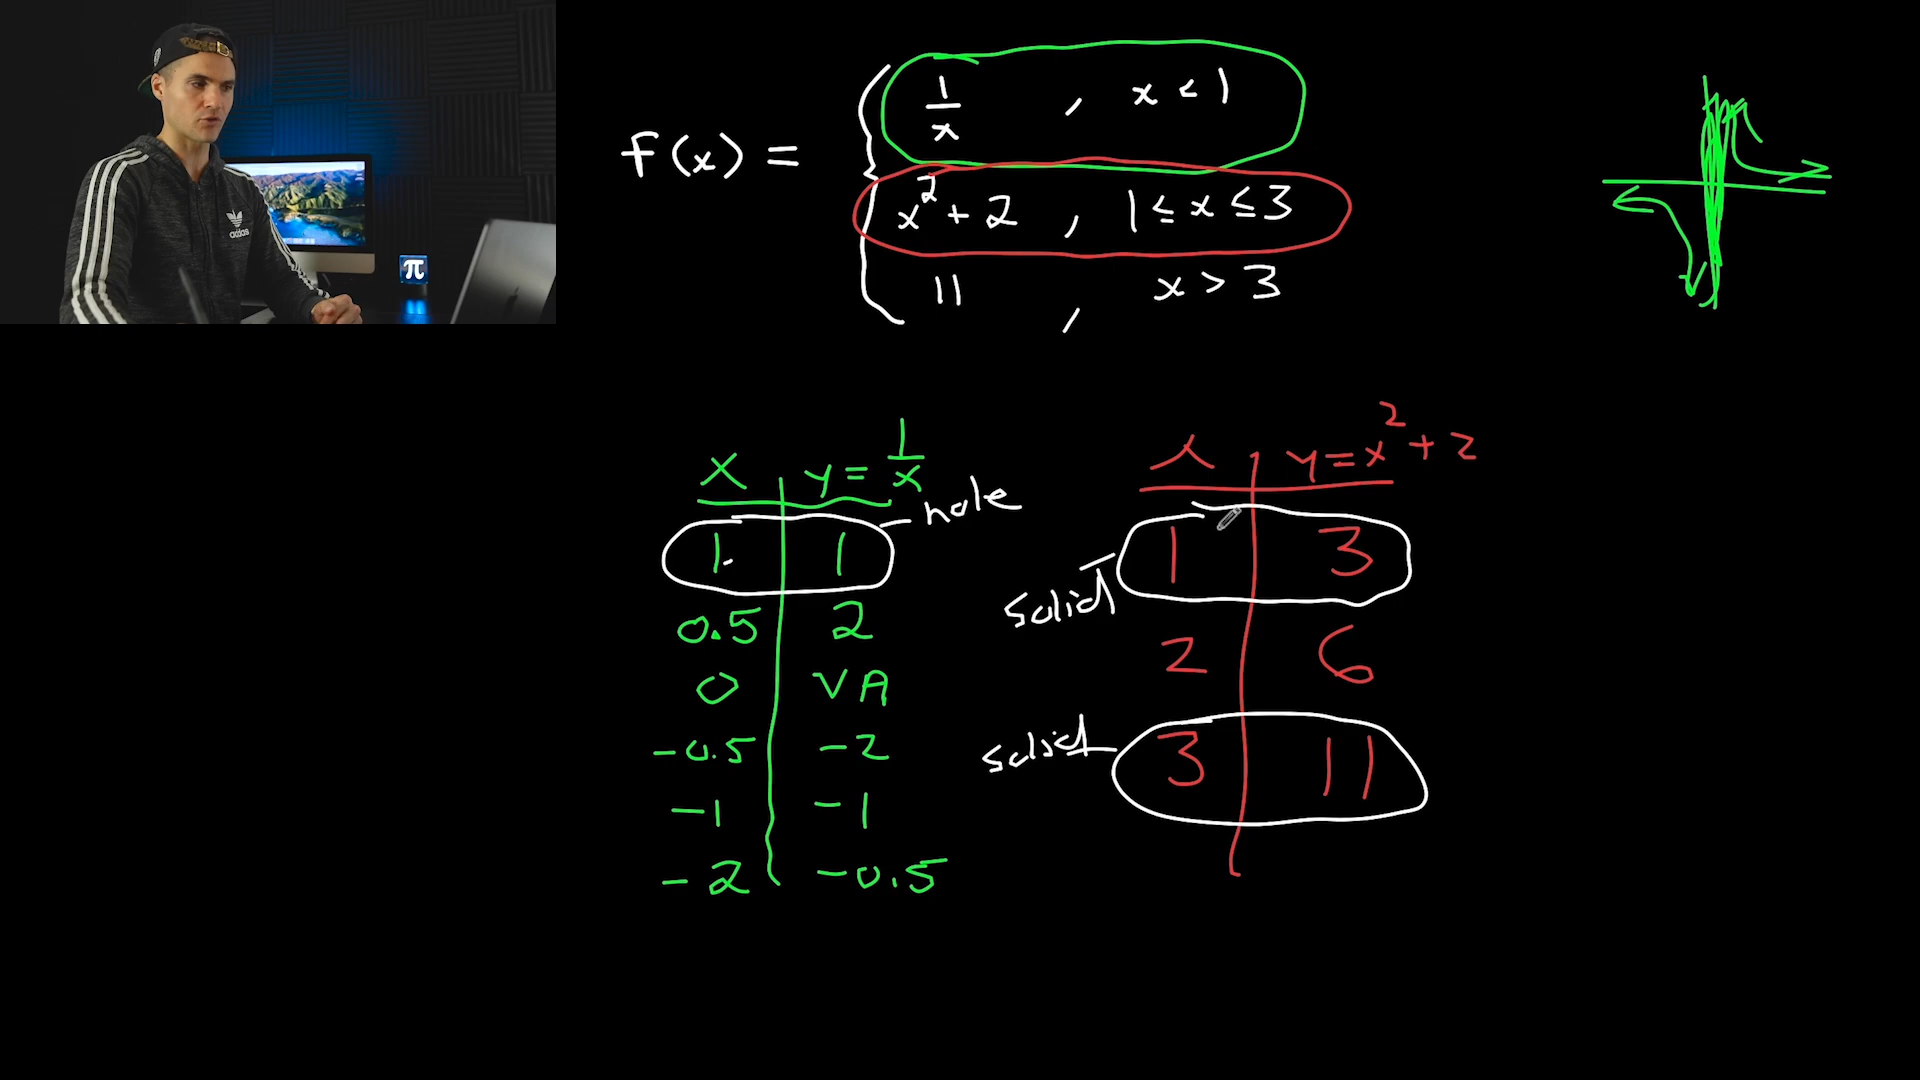 adidas
π
f(x) = { 1/x , x < 1
x² + 2 , 1 ≤ x ≤ 3
11 , x > 3
x y = 1/x
hole
1 1
0.5 2
0 VA
-0.5 -2
-1 -1
-2 -0.5
x y = x² + 2
solid 1 3
2 6
solid 3 11